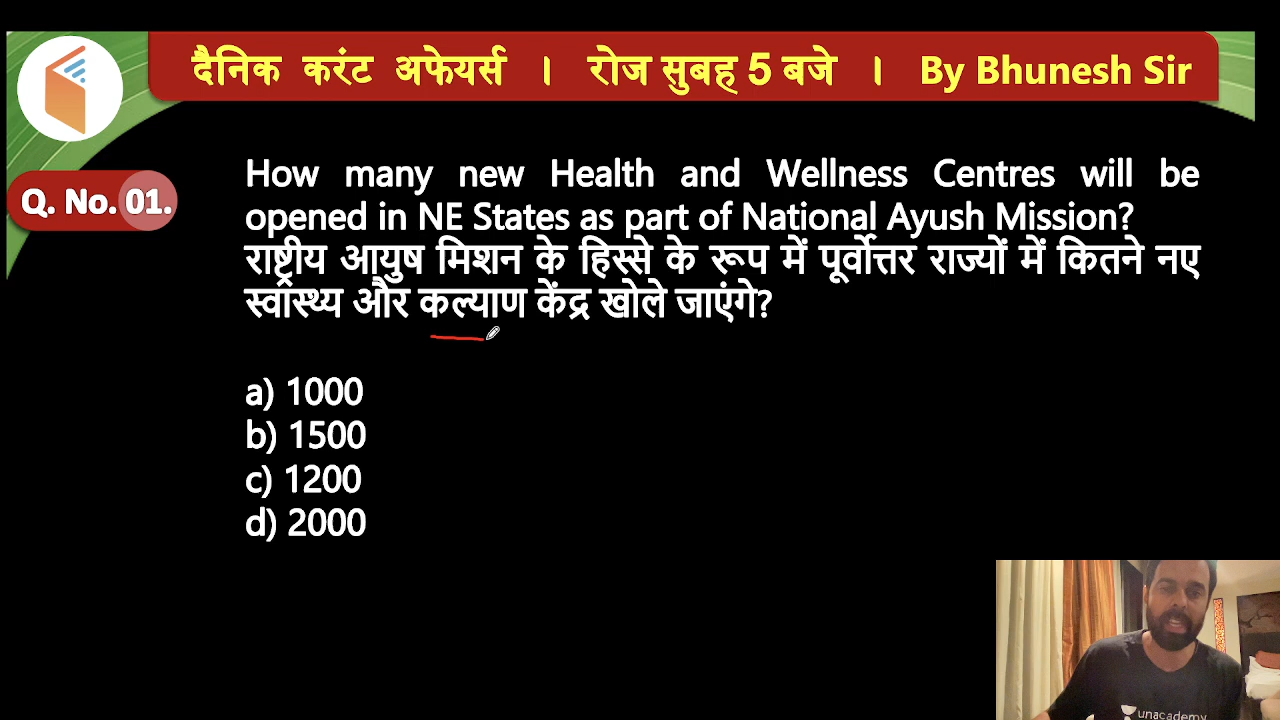 दैनिक करंट अफेयर्स । रोज सुबह 5 बजे । By Bhunesh Sir
Q. No. 01.
How many new Health and Wellness Centres will be
opened in NE States as part of National Ayush Mission?
राष्ट्रीय आयुष मिशन के हिस्से के रूप में पूर्वोत्तर राज्यों में कितने नए
स्वास्थ्य और कल्याण केंद्र खोले जाएंगे?
a) 1000
b) 1500
c) 1200
d) 2000
unacademy